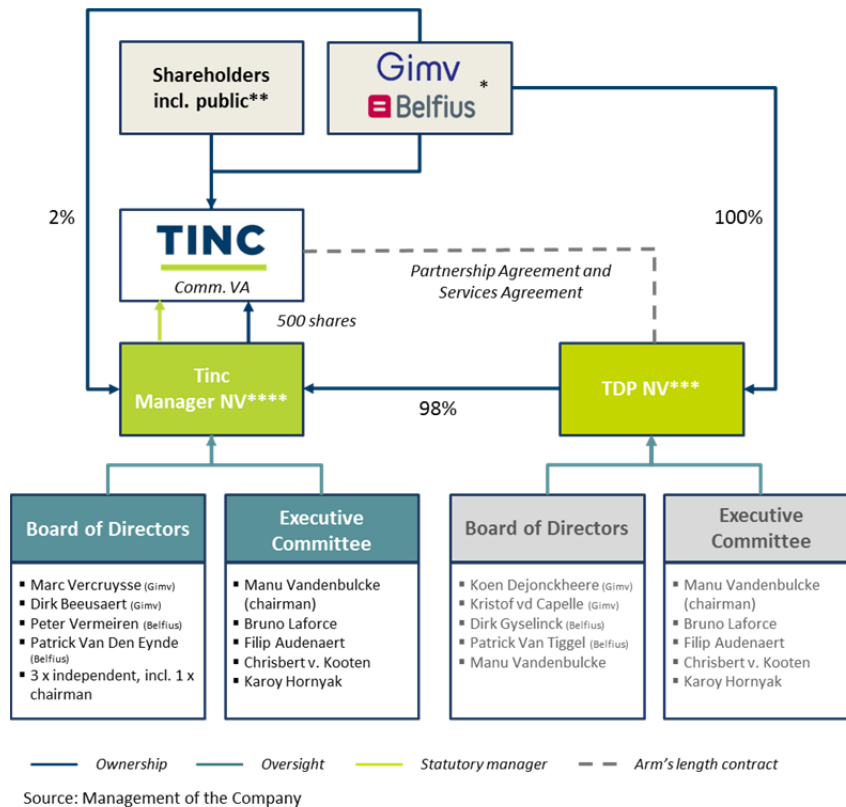 Shareholders
incl. public**
Gimv
Belfius
*
2%
100%
TINC
Comm. VA
Partnership Agreement and
Services Agreement
500 shares
Tinc
Manager NV****
98%
TDP NV***
Board of Directors
▪ Marc Vercruysse (Gimv)
▪ Dirk Beeusaert (Gimv)
▪ Peter Vermeiren (Belfius)
▪ Patrick Van Den Eynde
(Belfius)
▪ 3 x independent, incl. 1 x
chairman
Executive
Committee
▪ Manu Vandenbulcke
(chairman)
▪ Bruno Laforce
▪ Filip Audenaert
▪ Chrisbert v. Kooten
▪ Karoy Hornyak
Board of Directors
▪ Koen Dejonckheere (Gimv)
▪ Kristof vd Capelle (Gimv)
▪ Dirk Gyselinck (Belfius)
▪ Patrick Van Tiggel (Belfius)
▪ Manu Vandenbulcke
Executive
Committee
▪ Manu Vandenbulcke
(chairman)
▪ Bruno Laforce
▪ Filip Audenaert
▪ Chrisbert v. Kooten
▪ Karoy Hornyak
Ownership
Oversight
Statutory manager
Arm's length contract
Source: Management of the Company